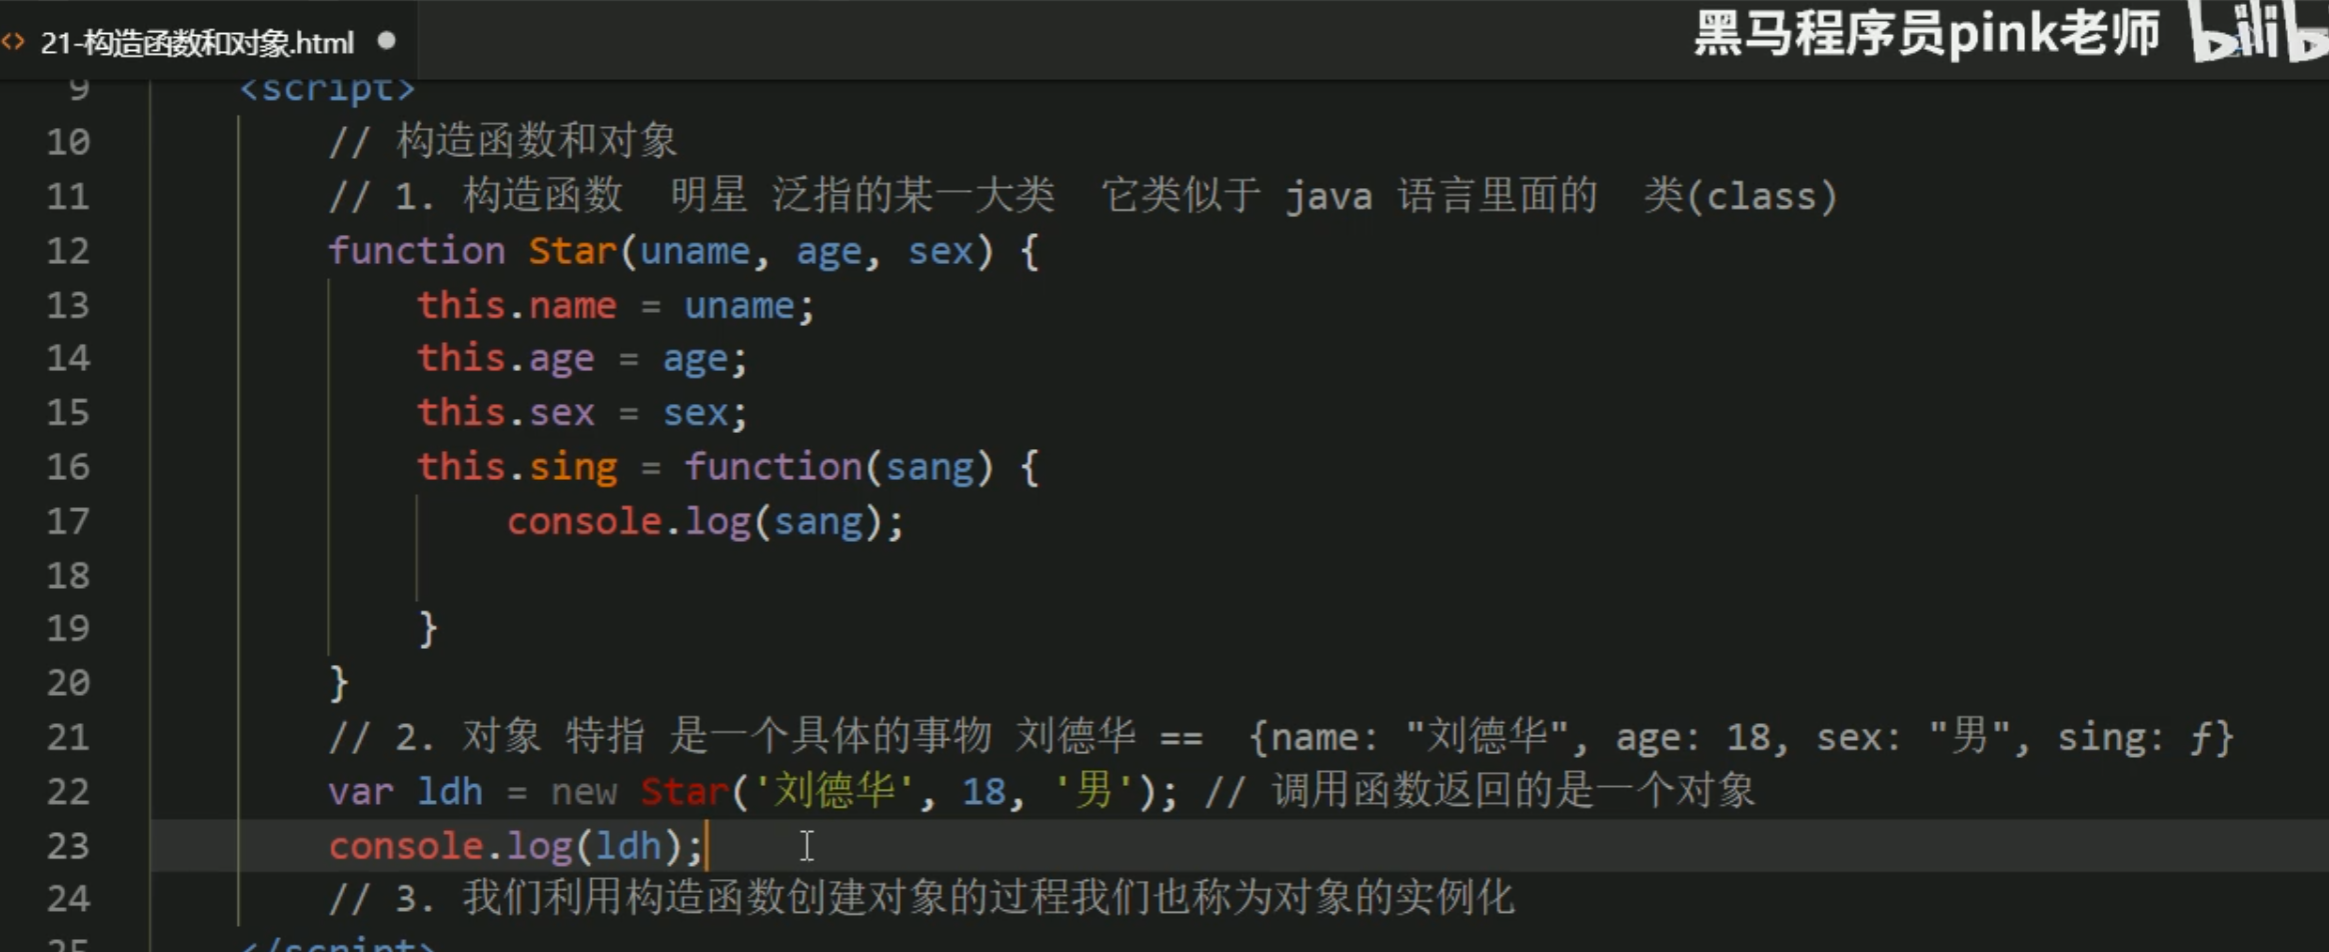 21-构造函数和对象.html
黑马程序员pink老师
9 <script>
10 // 构造函数和对象
11 // 1. 构造函数 明星 泛指的某一大类 它类似于 java 语言里面的 类(class)
12 function Star(uname, age, sex) {
13 this.name = uname;
14 this.age = age;
15 this.sex = sex;
16 this.sing = function(sang) {
17 console.log(sang);
18
19 }
20 }
21 // 2. 对象 特指 是一个具体的事物 刘德华 == {name: "刘德华", age: 18, sex: "男", sing: ƒ}
22 var ldh = new Star('刘德华', 18, '男'); // 调用函数返回的是一个对象
23 console.log(ldh);
24 // 3. 我们利用构造函数创建对象的过程我们也称为对象的实例化
25 </script>